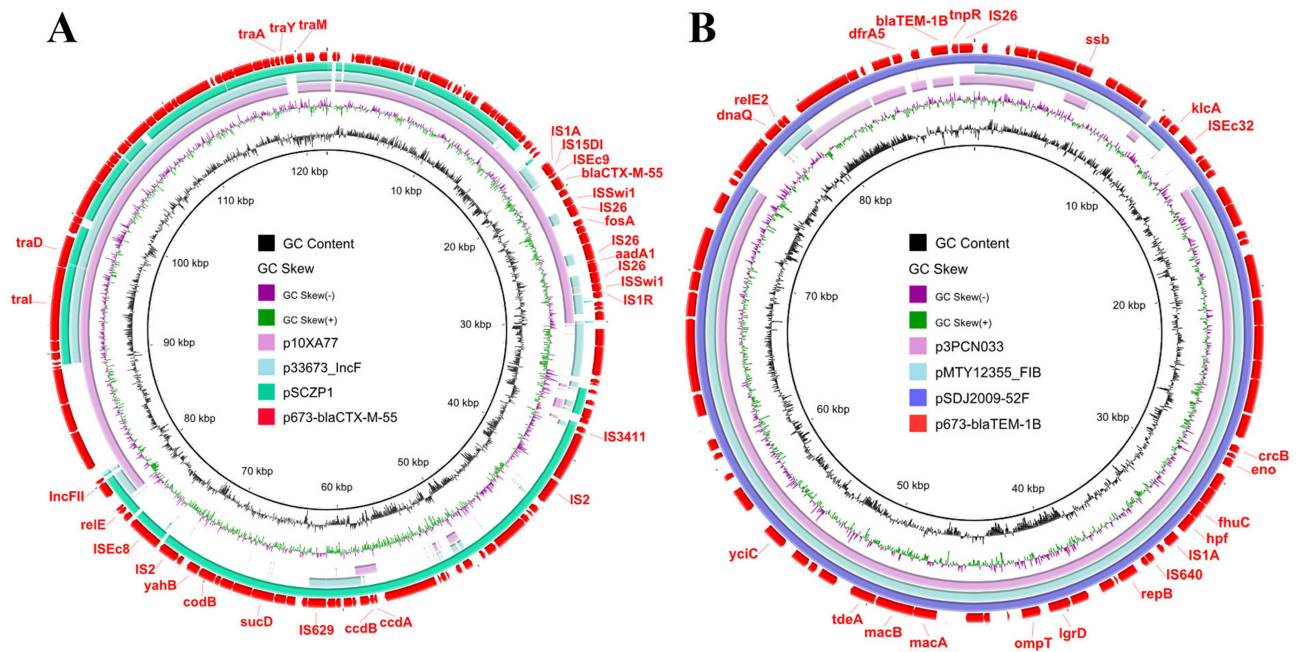 A
traA
traY
traM
IS1A
IS15DI
ISEc9
blaCTX-M-55
ISSwi1
IS26
fosA
IS26
aadA1
IS26
ISSwi1
IS1R
IS3411
IS2
ccdA
ccdB
IS629
sucD
codB
yahB
IS2
ISEc8
relE
IncFII
traI
traD
10 kbp
20 kbp
30 kbp
40 kbp
50 kbp
60 kbp
70 kbp
80 kbp
90 kbp
100 kbp
110 kbp
120 kbp
GC Content
GC Skew
GC Skew(-)
GC Skew(+)
p10XA77
p33673_IncF
pSCZP1
p673-blaCTX-M-55
B
dfrA5
blaTEM-1B
tnpR
IS26
ssb
klcA
ISEc32
crcB
eno
fhuC
hpf
IS1A
IS640
repB
lgrD
ompT
macA
macB
tdeA
yciC
dnaQ
relE2
10 kbp
20 kbp
30 kbp
40 kbp
50 kbp
60 kbp
70 kbp
80 kbp
GC Content
GC Skew
GC Skew(-)
GC Skew(+)
p3PCN033
pMTY12355_FIB
pSDJ2009-52F
p673-blaTEM-1B